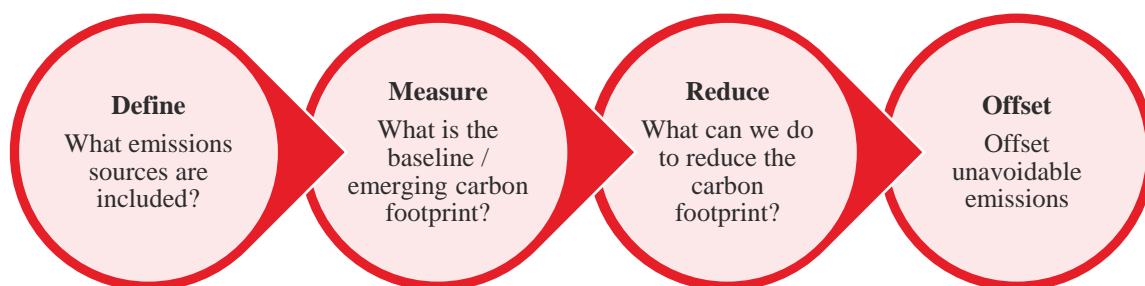 Define
What emissions
sources are
included?
Measure
What is the
baseline /
emerging carbon
footprint?
Reduce
What can we do
to reduce the
carbon
footprint?
Offset
Offset
unavoidable
emissions